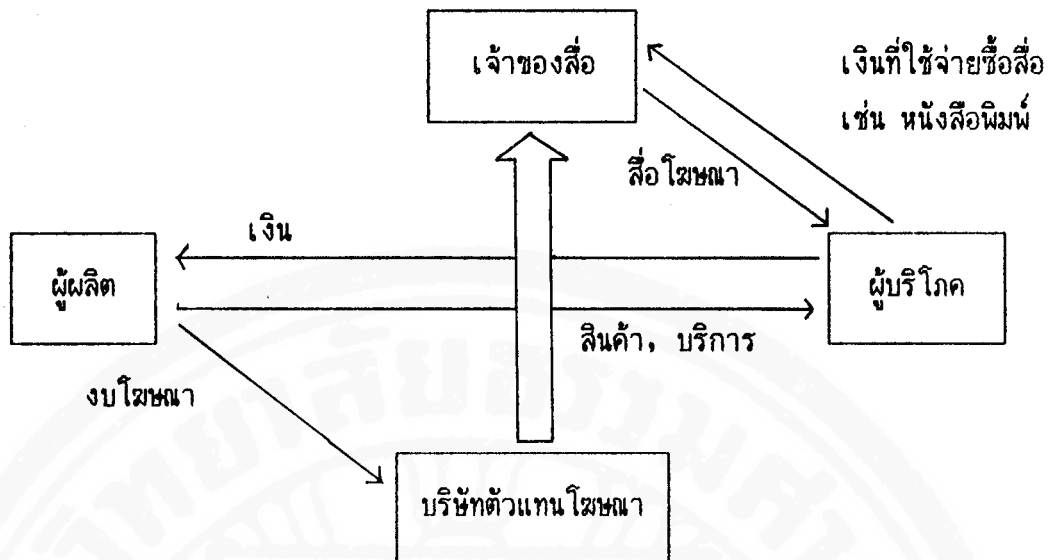 เจ้าของสื่อ
เงินที่ใช้จ่ายซื้อสื่อ
เช่น หนังสือพิมพ์
สื่อโฆษณา
เงิน
ผู้ผลิต
ผู้บริโภค
สินค้า, บริการ
งบโฆษณา
บริษัทตัวแทนโฆษณา